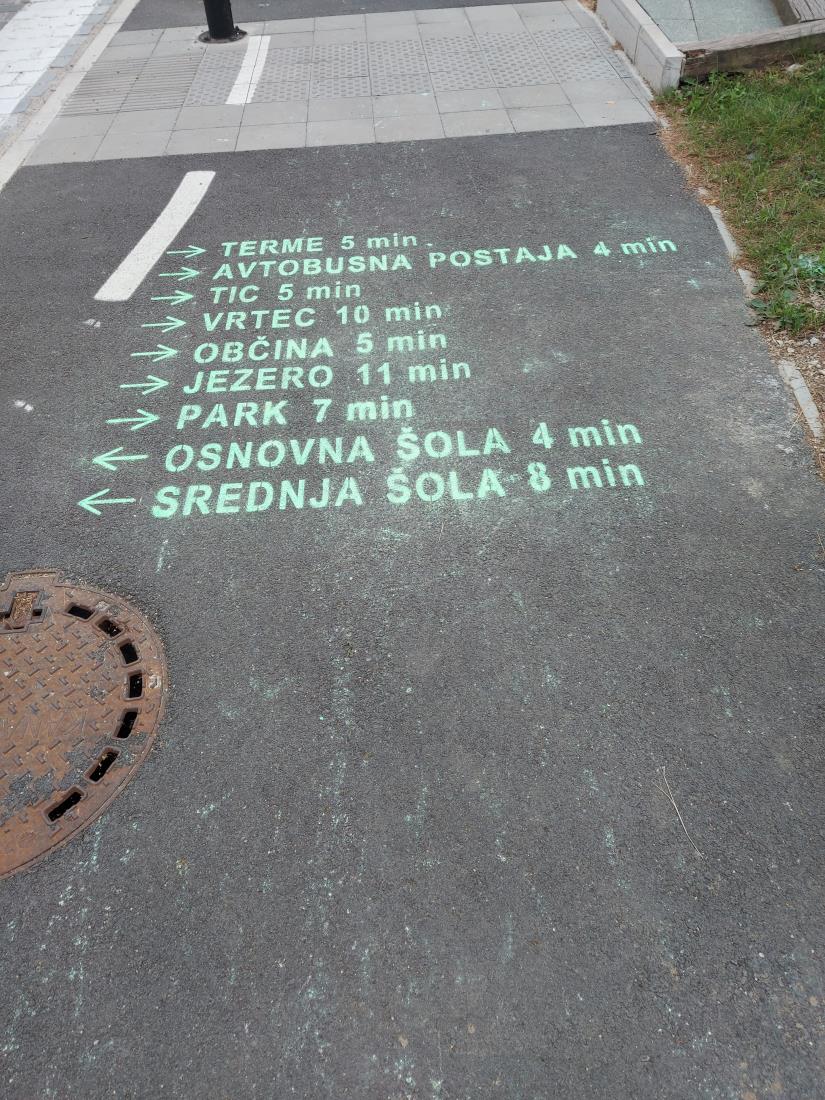 → TERME 5 min
→ AVTOBUSNA POSTAJA 4 min
→ TIC 5 min
→ VRTEC 10 min
→ OBČINA 5 min
→ JEZERO 11 min
→ PARK 7 min
← OSNOVNA ŠOLA 4 min
← SREDNJA ŠOLA 8 min